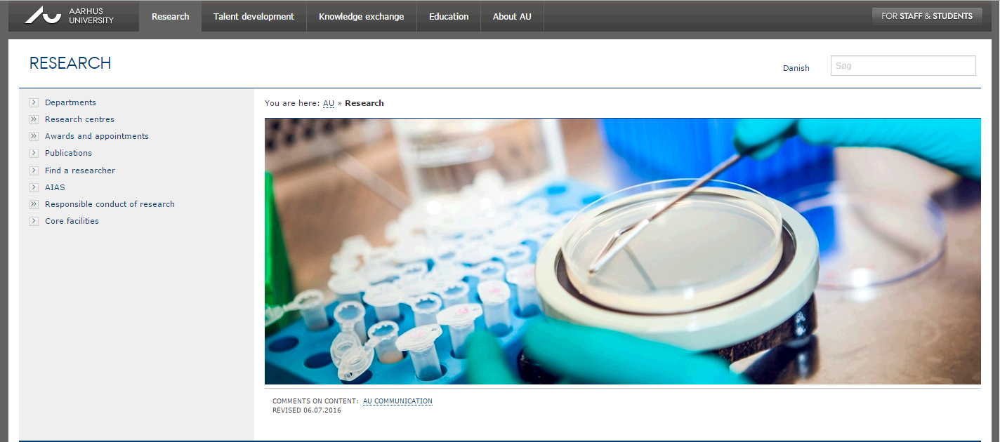 AARHUS
UNIVERSITY
Research
Talent development
Knowledge exchange
Education
About AU
FOR STAFF & STUDENTS
RESEARCH
Danish
Søg
Departments
Research centres
Awards and appointments
Publications
Find a researcher
AIAS
Responsible conduct of research
Core facilities
You are here: AU » Research
COMMENTS ON CONTENT: AU COMMUNICATION
REVISED 06.07.2016